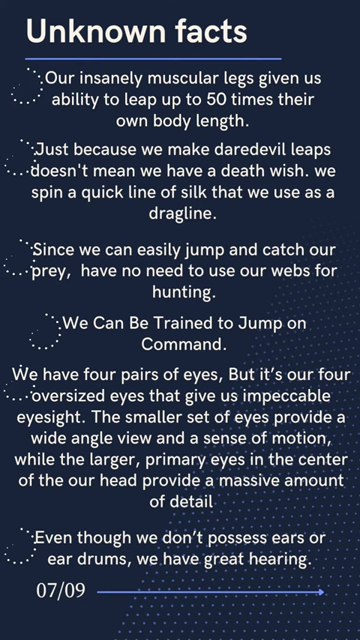 Unknown facts
Our insanely muscular legs given us
ability to leap up to 50 times their
own body length.
Just because we make daredevil leaps
doesn't mean we have a death wish. we
spin a quick line of silk that we use as a
dragline.
Since we can easily jump and catch our
prey, have no need to use our webs for
hunting.
We Can Be Trained to Jump on
Command.
We have four pairs of eyes, But it's our four
oversized eyes that give us impeccable
eyesight. The smaller set of eyes provide a
wide angle view and a sense of motion,
while the larger, primary eyes in the center
of the our head provide a massive amount
of detail
Even though we don't possess ears or
ear drums, we have great hearing.
07/09